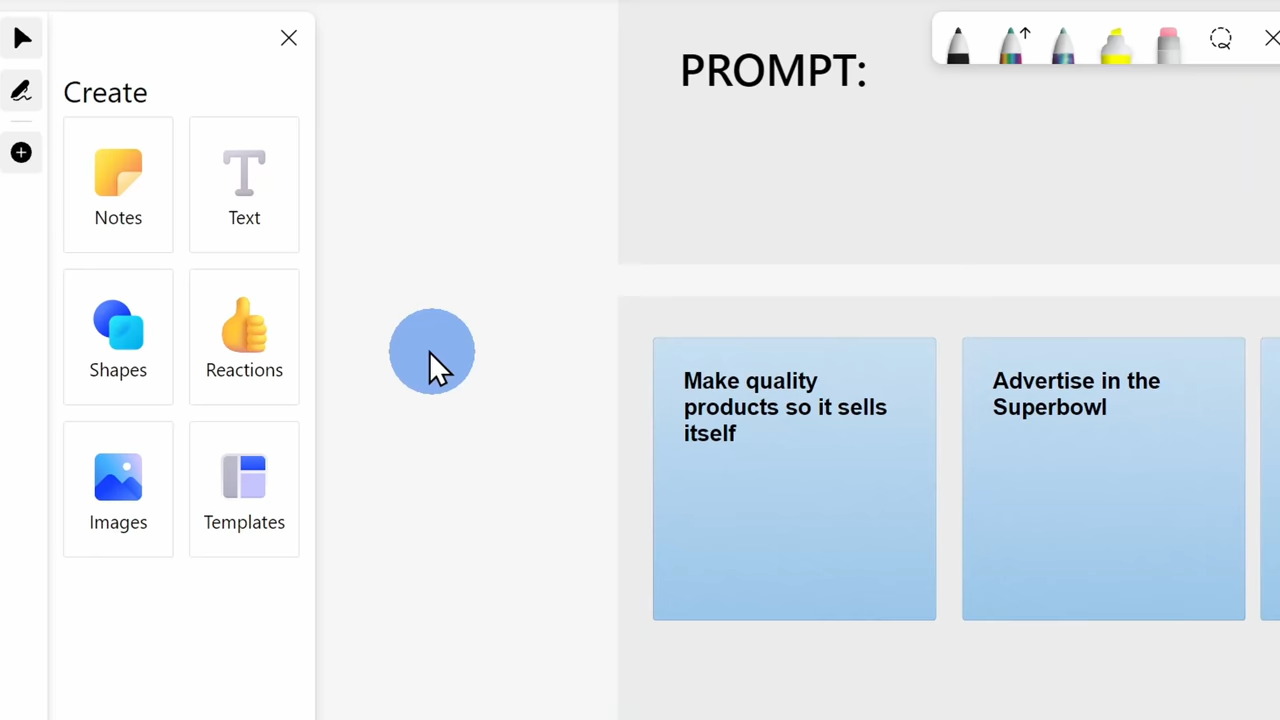 Create
Notes
Text
Shapes
Reactions
Images
Templates
PROMPT:
Make quality
products so it sells
itself
Advertise in the
Superbowl